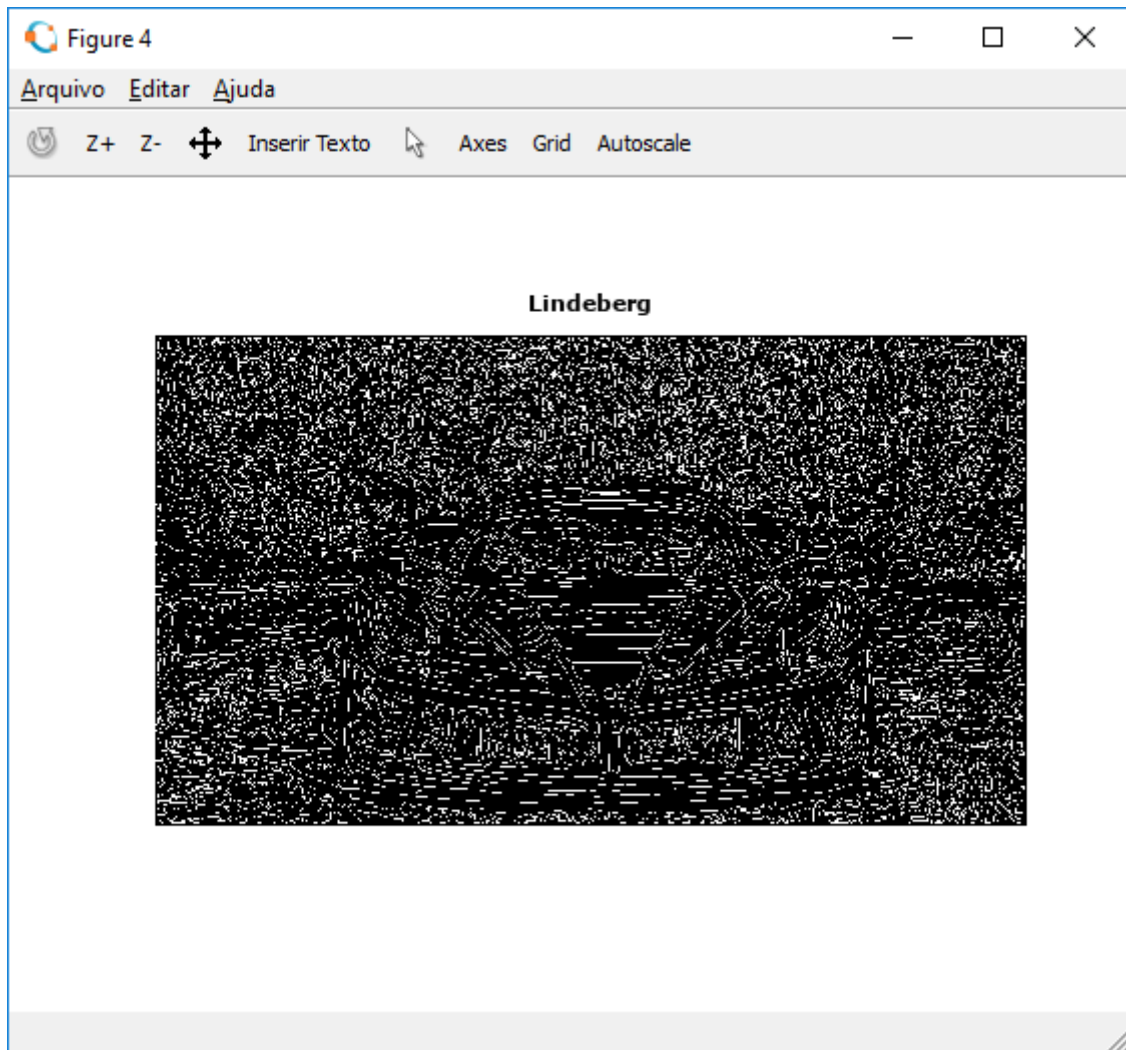 Figure 4
Arquivo Editar Ajuda
Z+ Z- Inserir Texto Axes Grid Autoscale
Lindeberg